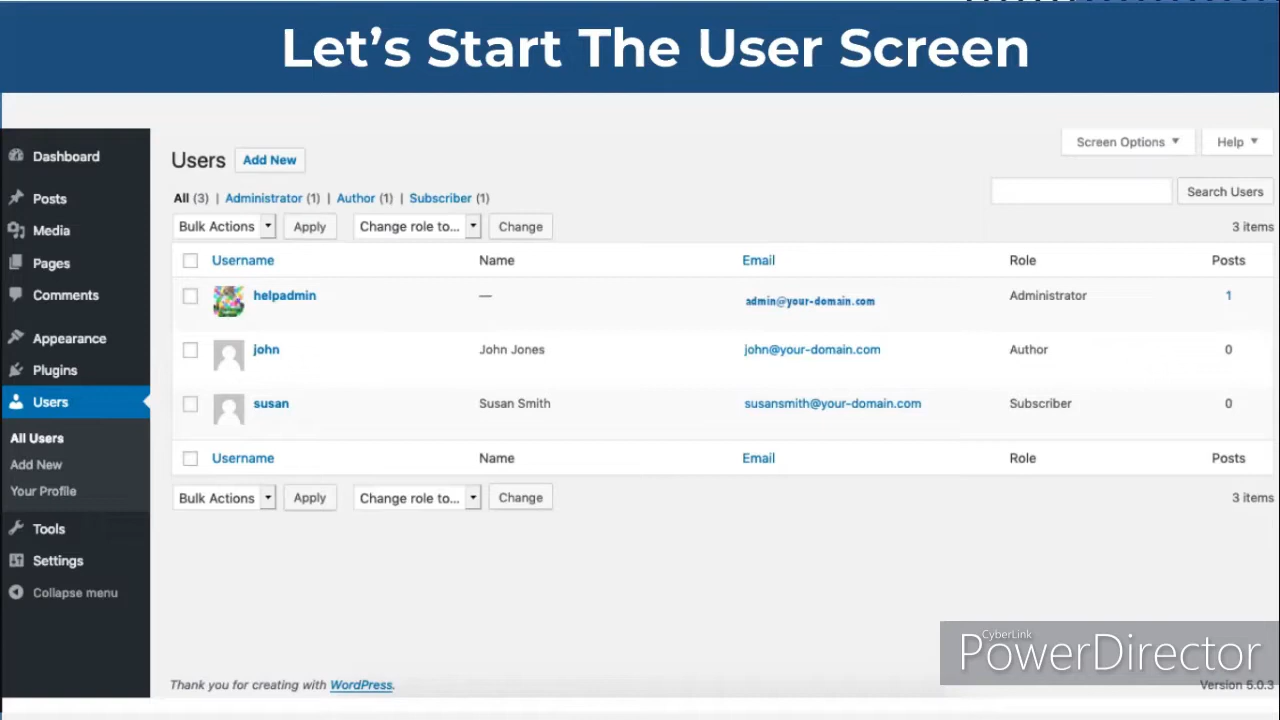 Let's Start The User Screen
Screen Options Help
Dashboard
Posts
Media
Pages
Comments
Appearance
Plugins
Users
All Users
Add New
Your Profile
Tools
Settings
Collapse menu
Users Add New
All (3) | Administrator (1) | Author (1) | Subscriber (1)
Search Users
Bulk Actions Apply Change role to... Change 3 items
Username Name Email Role Posts
helpadmin — admin@your-domain.com Administrator 1
john John Jones john@your-domain.com Author 0
susan Susan Smith susansmith@your-domain.com Subscriber 0
Username Name Email Role Posts
Bulk Actions Apply Change role to... Change 3 items
CyberLink
PowerDirector
Thank you for creating with WordPress. Version 5.0.3